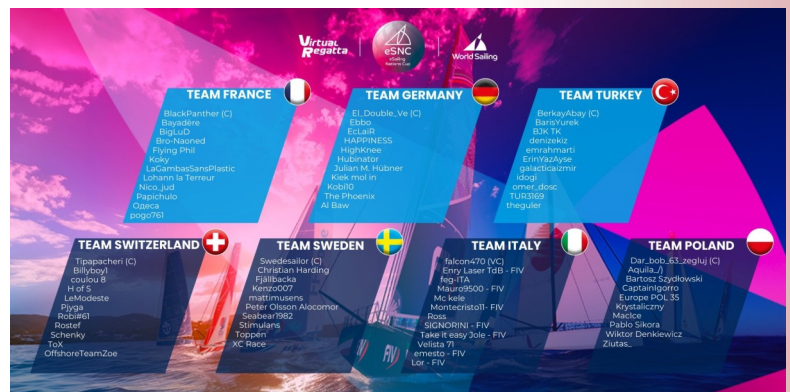 Virtual Regatta
eSNC
eSailing Nations Cup
World Sailing
TEAM FRANCE
BlackPanther (C)
Bayadère
BigLuD
Bro-Naoned
Flying Phil
Koky
LaGambasSansPlastic
Lohann la Terreur
Nico_jud
Papichulo
Одеса
pogo761
TEAM GERMANY
El_Double_Ve (C)
Ebbo
EcLaiR
HAPPINESS
HighKnee
Hubinator
Julian M. Hübner
Kiek mol in
Kobi10
The Phoenix
Al Baw
TEAM TURKEY
BerkayAbay (C)
BarisYurek
BJK TK
denizekiz
emrahmarti
ErinYazAyse
galacticaizmir
idogi
omer_dosc
TUR3169
theguler
TEAM SWITZERLAND
Tipapacheri (C)
Billyboy1
coulou 8
H of S
LeModeste
Pjyga
Robi#61
Rostef
Schenky
ToX
OffshoreTeamZoe
TEAM SWEDEN
Swedesailor (C)
Christian Harding
Fjällbacka
Kenzo007
mattimusens
Peter Olsson Alocomor
Seabear1982
Stimulans
Toppen
XC Race
TEAM ITALY
falcon470 (VC)
Enry Laser TdB - FIV
feg-ITA
Mauro9500 - FIV
Mc kele
Montecristo11- FIV
Ross
SIGNORINI - FIV
Take it easy Jole - FIV
Velista 71
ernesto - FIV
Lor - FIV
TEAM POLAND
Dar_bob_63_zegluj (C)
Aquila_/)
Bartosz Szydłowski
CaptainIgorro
Europe POL 35
Krystaliczny
MacIce
Pablo Sikora
Wiktor Denkiewicz
Ziutas_